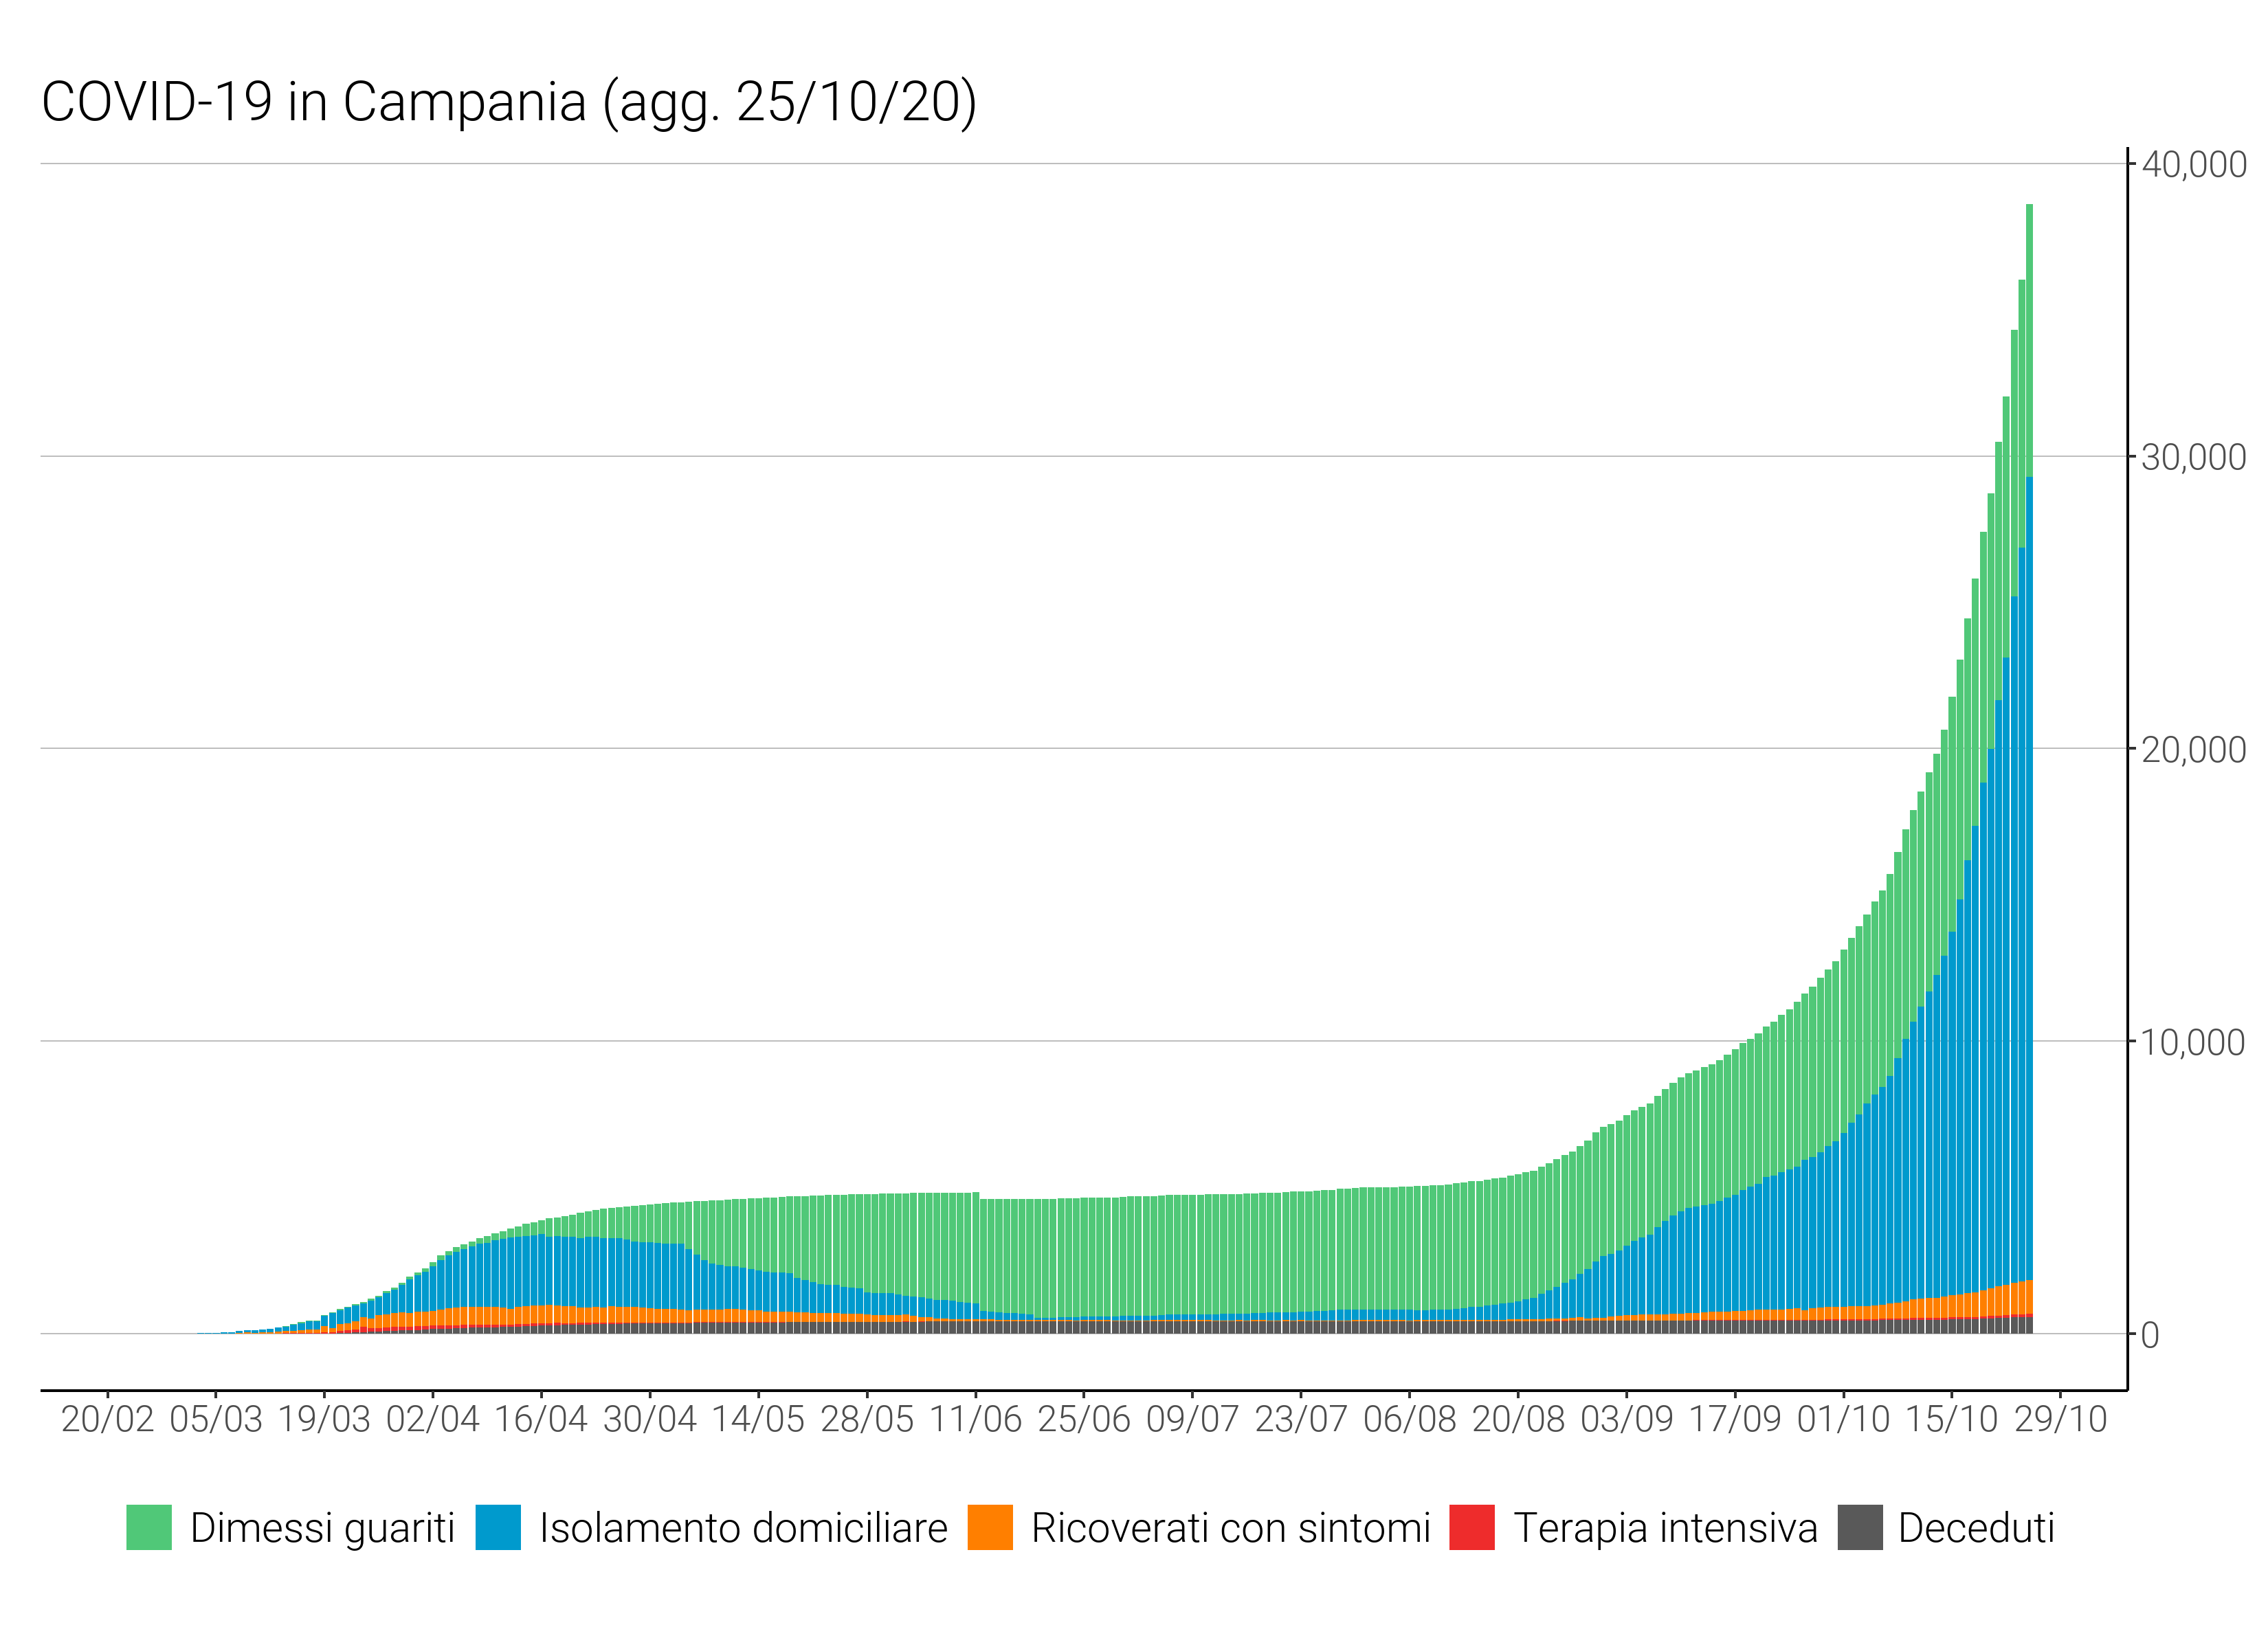 COVID-19 in Campania (agg. 25/10/20)
40,000
30,000
20,000
10,000
0
20/02 05/03 19/03 02/04 16/04 30/04 14/05 28/05 11/06 25/06 09/07 23/07 06/08 20/08 03/09 17/09 01/10 15/10 29/10
Dimessi guariti Isolamento domiciliare Ricoverati con sintomi Terapia intensiva Deceduti